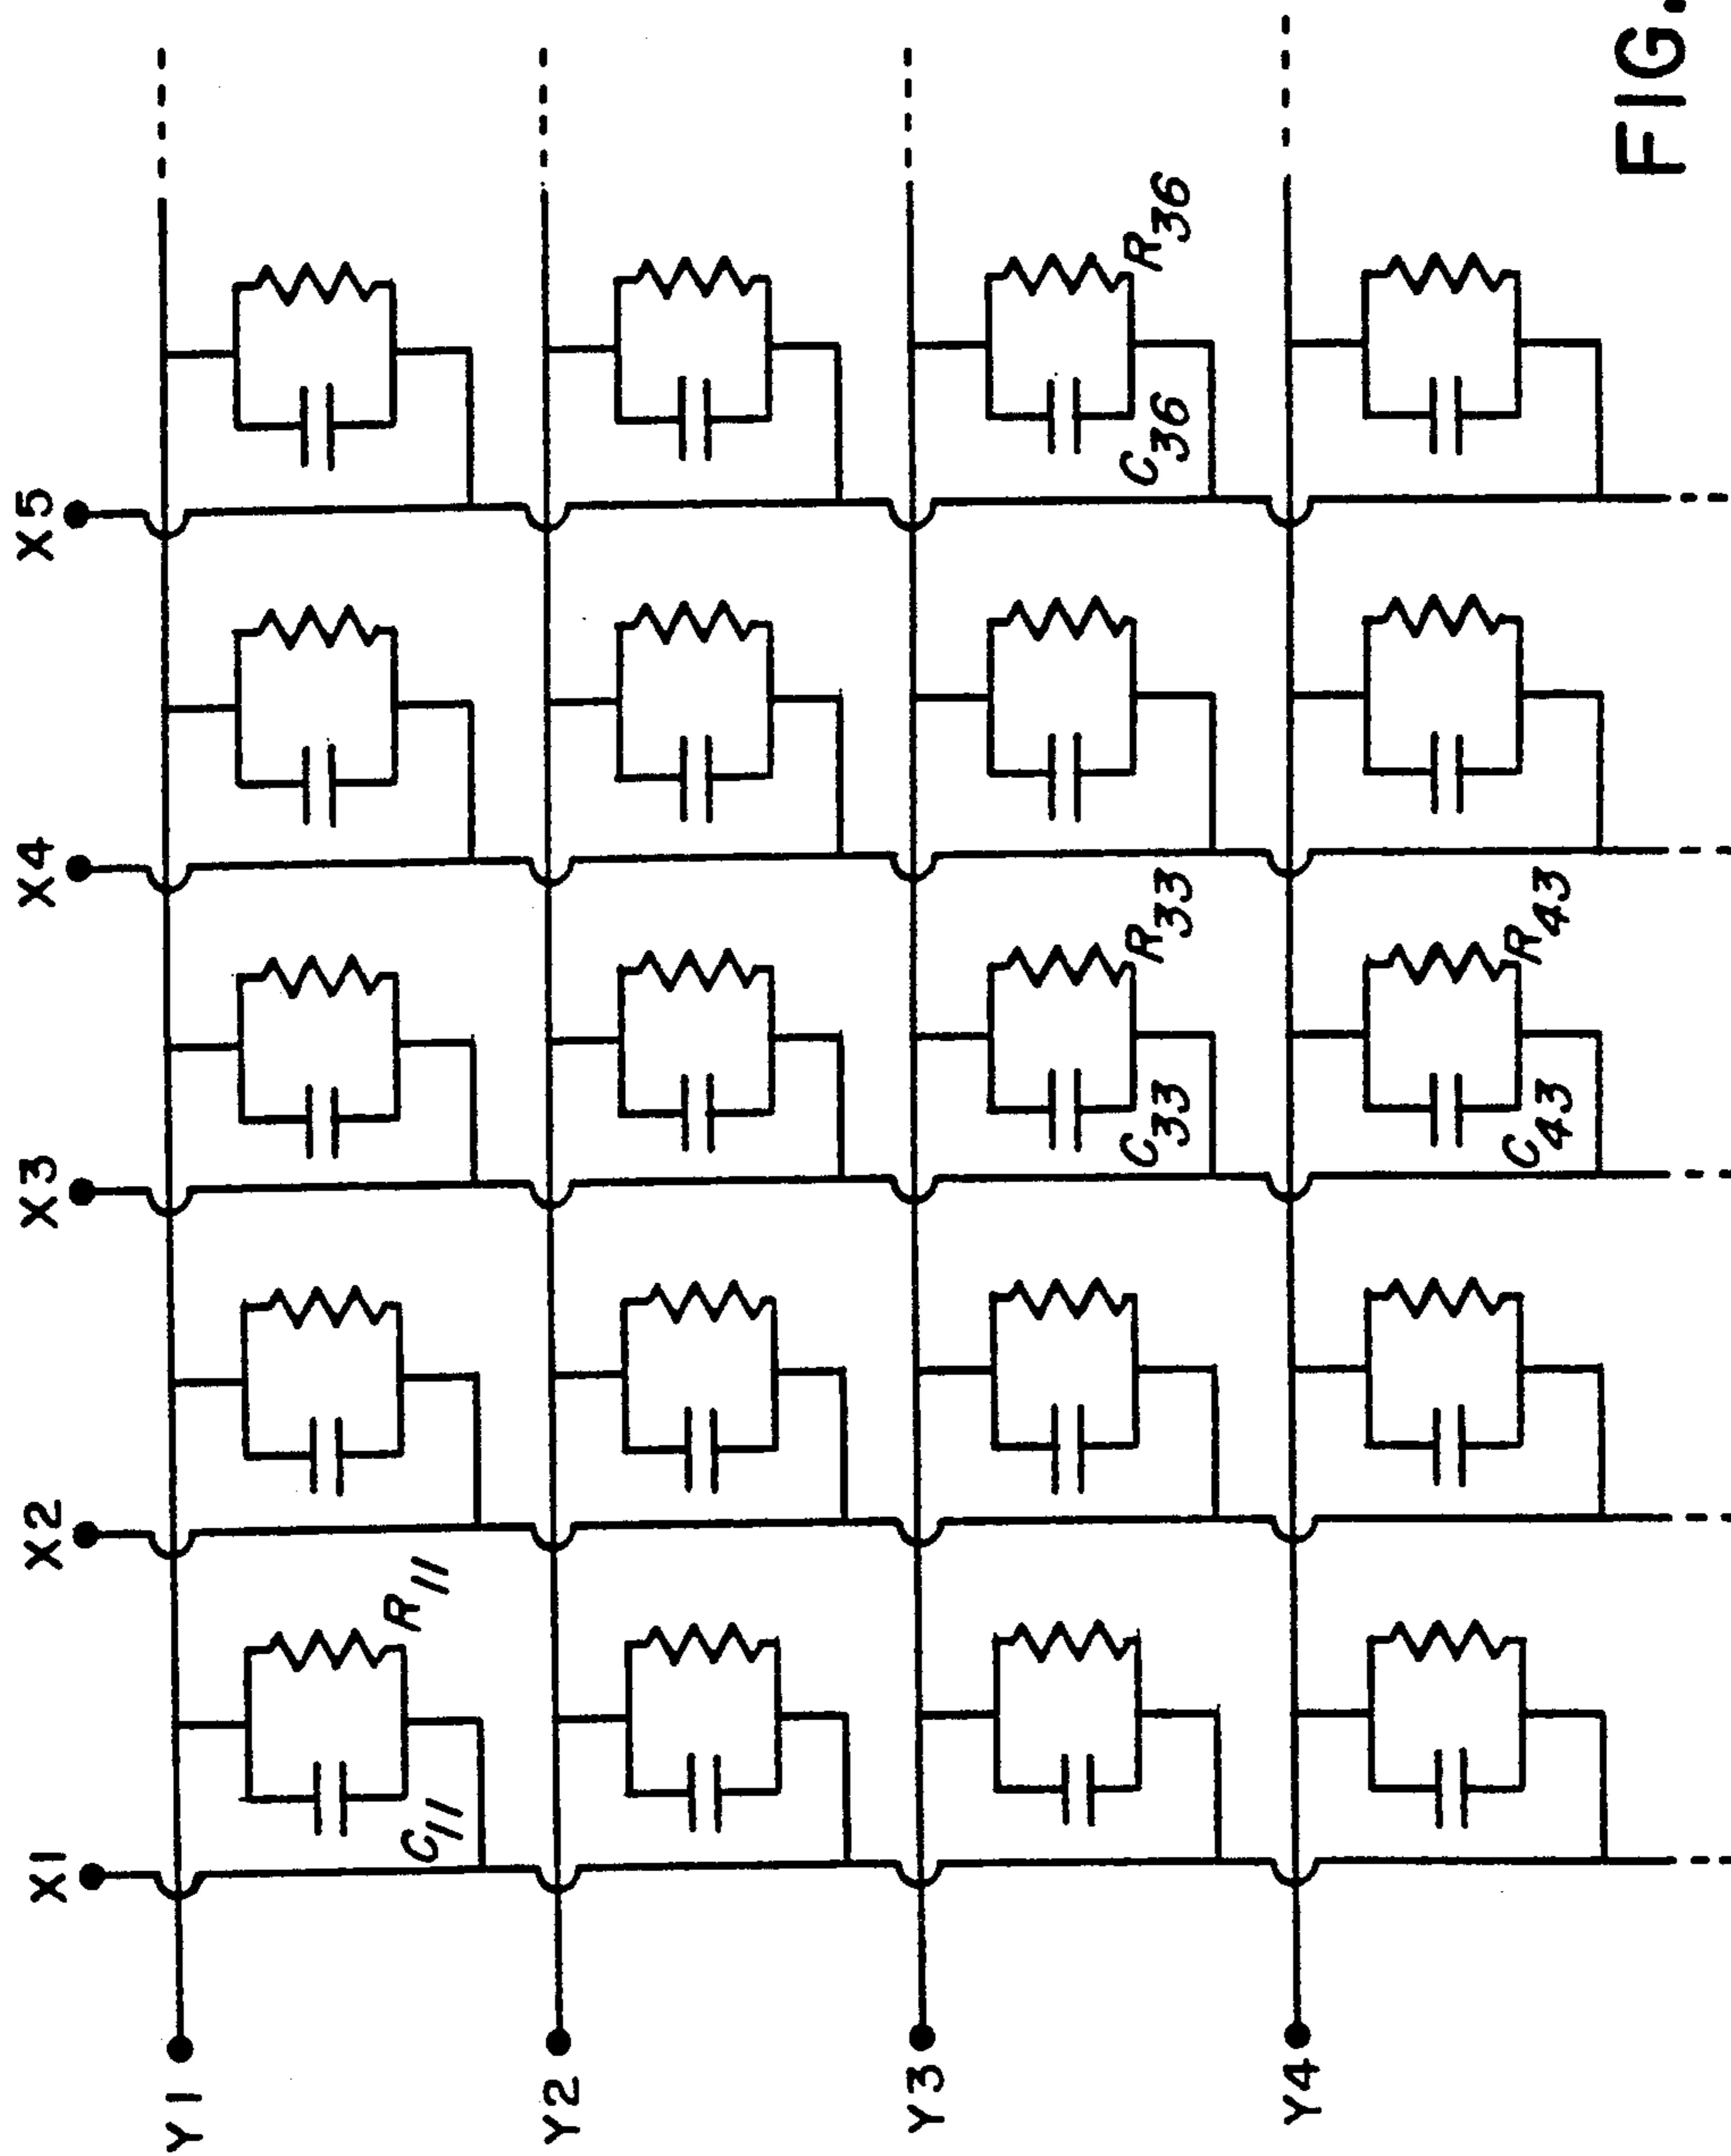 X1 X2 X3 X4 X5
Y1
C11 R11
Y2
Y3
C33 R33 C36 R36
Y4
C43 R43
FIG.